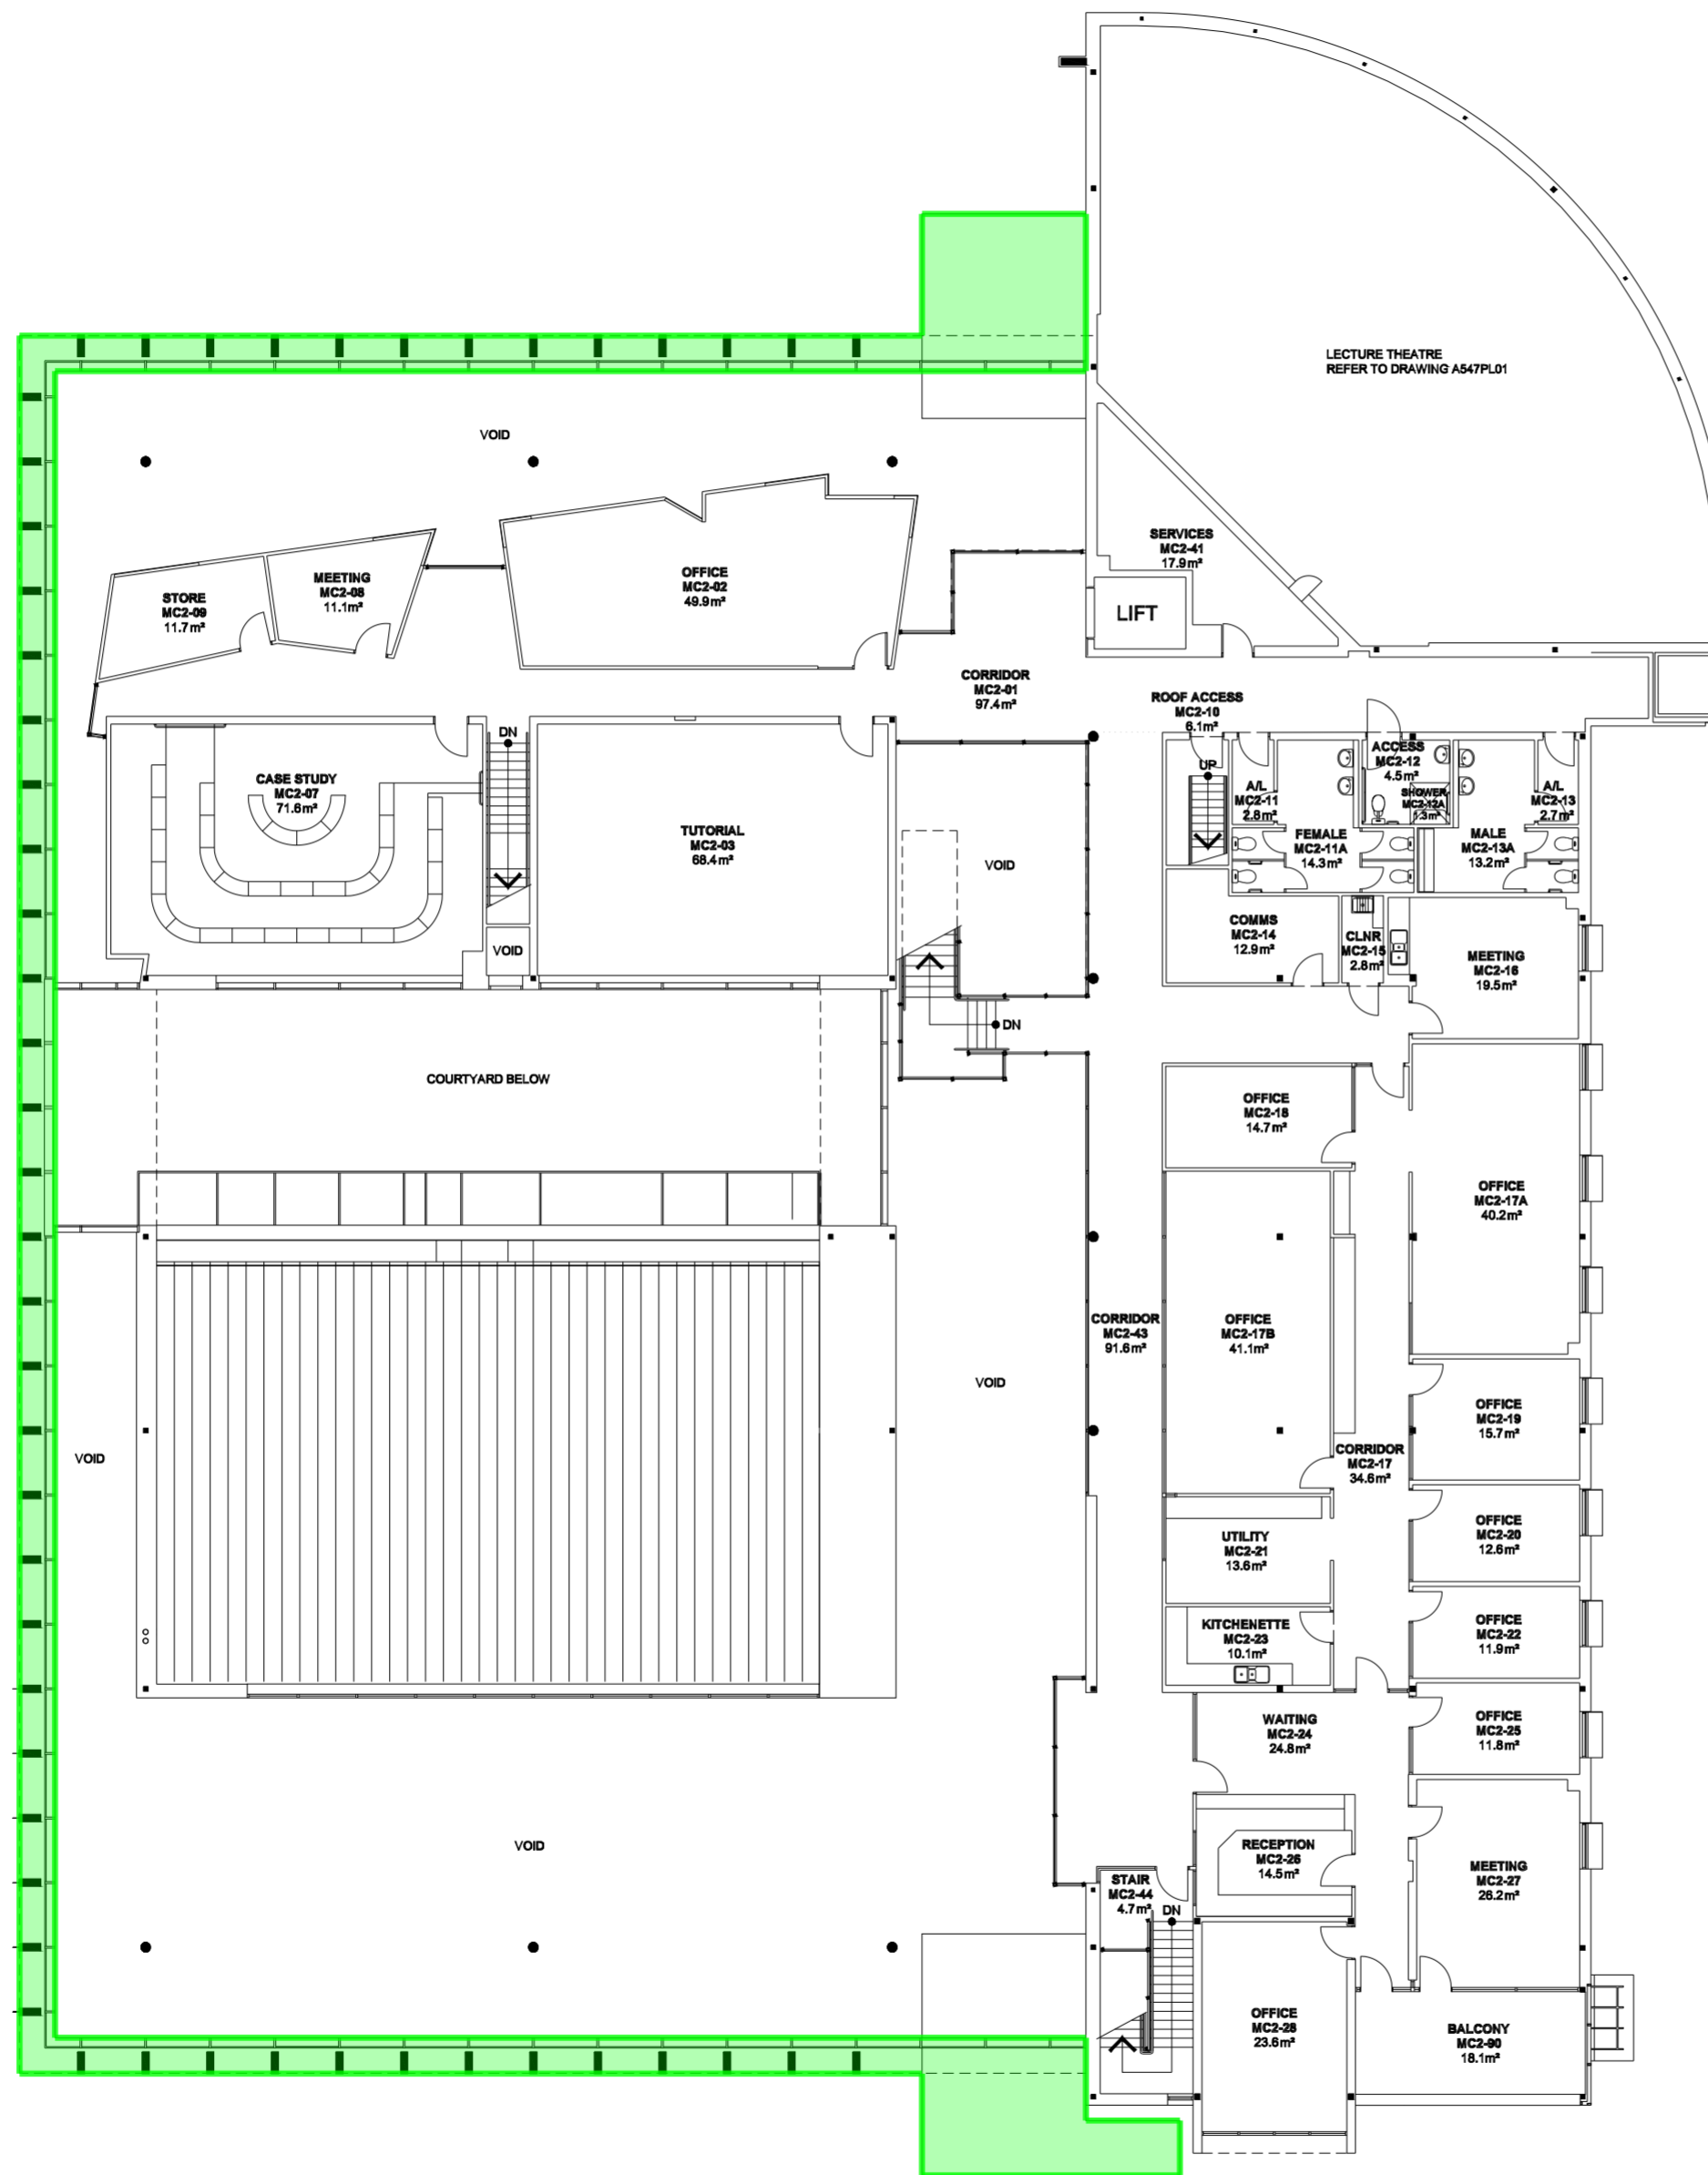 LECTURE THEATRE
REFER TO DRAWING A547PL01
VOID
SERVICES
MC2-41
17.9m²
LIFT
OFFICE
MC2-02
49.9m²
MEETING
MC2-08
11.1m²
STORE
MC2-09
11.7m²
CORRIDOR
MC2-01
97.4m²
ROOF ACCESS
MC2-10
6.1m²
DN
UP
CASE STUDY
MC2-07
71.6m²
TUTORIAL
MC2-03
68.4m²
VOID
VOID
A/L
MC2-11
2.8m²
ACCESS
MC2-12
4.5m²
SHOWER
MC2-12A
1.3m²
A/L
MC2-13
2.7m²
FEMALE
MC2-11A
14.3m²
MALE
MC2-13A
13.2m²
COMMS
MC2-14
12.9m²
CLNR
MC2-15
2.8m²
MEETING
MC2-16
19.5m²
DN
COURTYARD BELOW
OFFICE
MC2-18
14.7m²
OFFICE
MC2-17A
40.2m²
CORRIDOR
MC2-43
91.6m²
OFFICE
MC2-17B
41.1m²
VOID
VOID
OFFICE
MC2-19
15.7m²
CORRIDOR
MC2-17
34.6m²
UTILITY
MC2-21
13.6m²
OFFICE
MC2-20
12.6m²
KITCHENETTE
MC2-23
10.1m²
OFFICE
MC2-22
11.9m²
WAITING
MC2-24
24.8m²
OFFICE
MC2-25
11.8m²
VOID
RECEPTION
MC2-26
14.5m²
MEETING
MC2-27
26.2m²
STAIR
MC2-44
4.7m²
DN
OFFICE
MC2-28
23.6m²
BALCONY
MC2-90
18.1m²